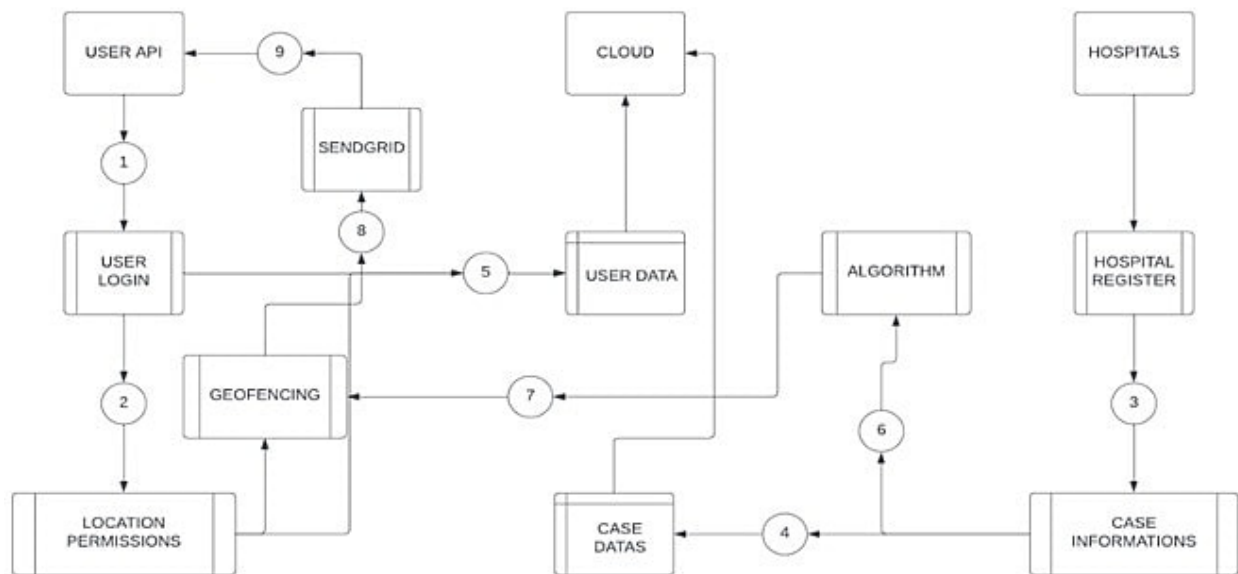 USER API
9
CLOUD
HOSPITALS
1
SENDGRID
8
USER
LOGIN
5
USER DATA
ALGORITHM
HOSPITAL
REGISTER
2
GEOFENCING
7
3
6
LOCATION
PERMISSIONS
CASE
DATAS
4
CASE
INFORMATIONS